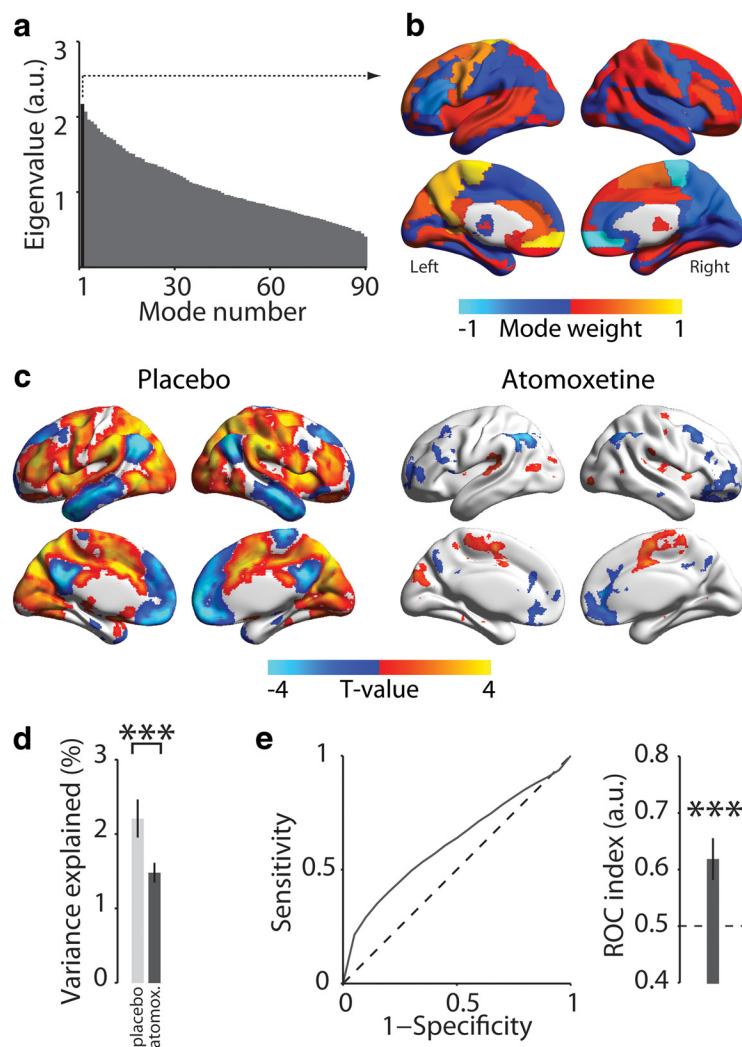 a
3
2
1
Eigenvalue (a.u.)
1 30 60 90
Mode number
b
Left Right
-1 Mode weight 1
c
Placebo Atomoxetine
-4 T-value 4
d
***
3
2
1
0
Variance explained (%)
placebo
atomox.
e
1
0.5
0
Sensitivity
0 0.5 1
1−Specificity
0.8
0.7
0.6
0.5
0.4
ROC index (a.u.)
***